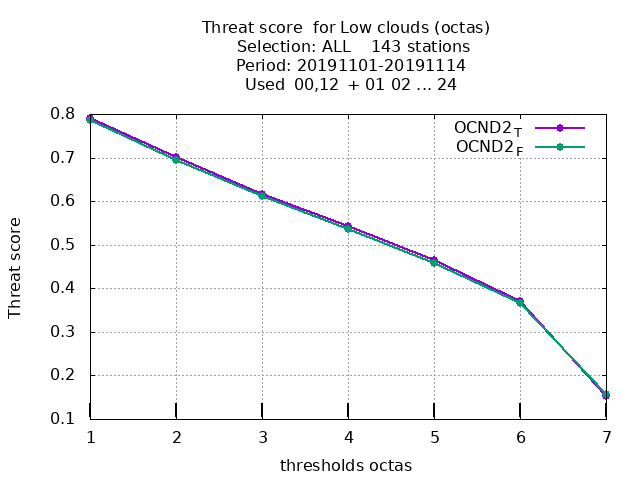 Threat score  for Low clouds (octas)
Selection: ALL    143 stations
Period: 20191101-20191114
Used  00,12  + 01 02 ... 24
OCND2_T
OCND2_F
0.8
0.7
0.6
0.5
0.4
0.3
0.2
0.1
Threat score
1 2 3 4 5 6 7
thresholds octas